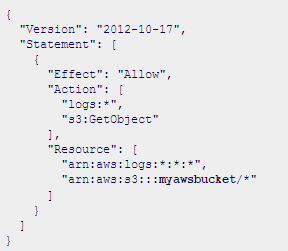 {
  "Version": "2012-10-17",
  "Statement": [
    {
      "Effect": "Allow",
      "Action": [
        "logs:*",
        "s3:GetObject"
      ],
      "Resource": [
        "arn:aws:logs:*:*:*",
        "arn:aws:s3:::myawsbucket/*"
      ]
    }
  ]
}